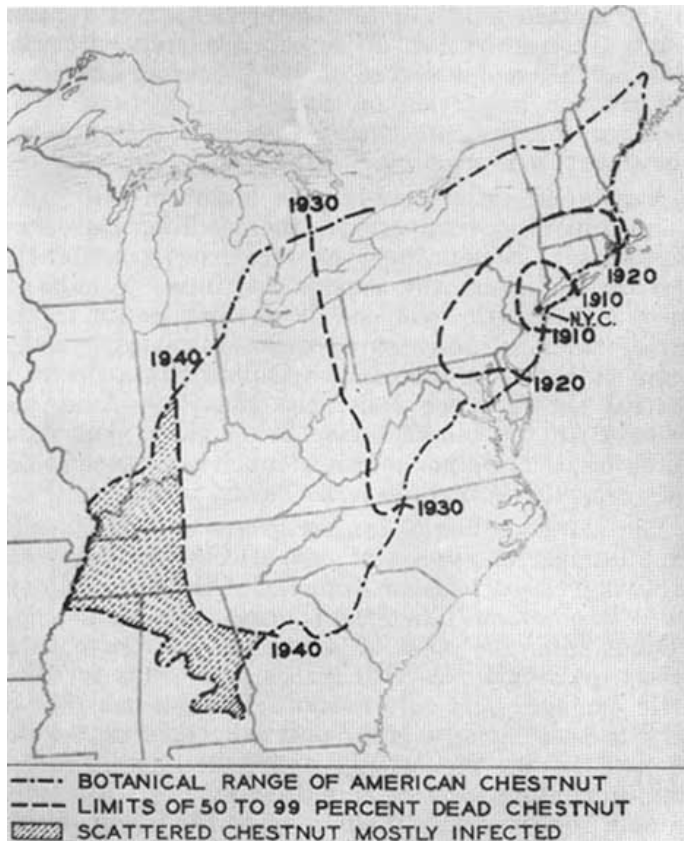 1930
1920
1910
N.Y.C.
1910
1940
1920
1930
1940
BOTANICAL RANGE OF AMERICAN CHESTNUT
LIMITS OF 50 TO 99 PERCENT DEAD CHESTNUT
SCATTERED CHESTNUT MOSTLY INFECTED